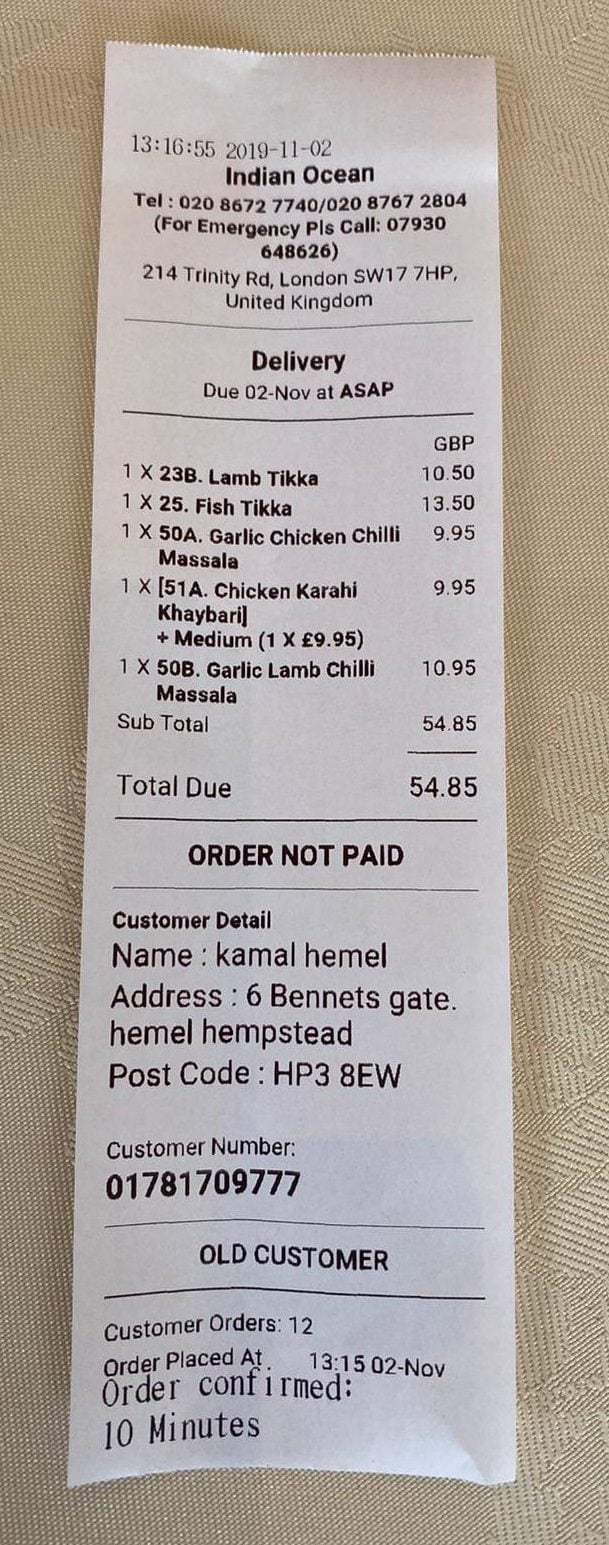 13:16:55 2019-11-02
Indian Ocean
Tel : 020 8672 7740/020 8767 2804
(For Emergency Pls Call: 07930
648626)
214 Trinity Rd, London SW17 7HP,
United Kingdom
Delivery
Due 02-Nov at ASAP
GBP
1 X 23B. Lamb Tikka 10.50
1 X 25. Fish Tikka 13.50
1 X 50A. Garlic Chicken Chilli 9.95
Massala
1 X [51A. Chicken Karahi 9.95
Khaybari]
+ Medium (1 X £9.95)
1 X 50B. Garlic Lamb Chilli 10.95
Massala
Sub Total 54.85
Total Due 54.85
ORDER NOT PAID
Customer Detail
Name : kamal hemel
Address : 6 Bennets gate.
hemel hempstead
Post Code : HP3 8EW
Customer Number:
01781709777
OLD CUSTOMER
Customer Orders: 12
Order Placed At. 13:15 02-Nov
Order confirmed:
10 Minutes